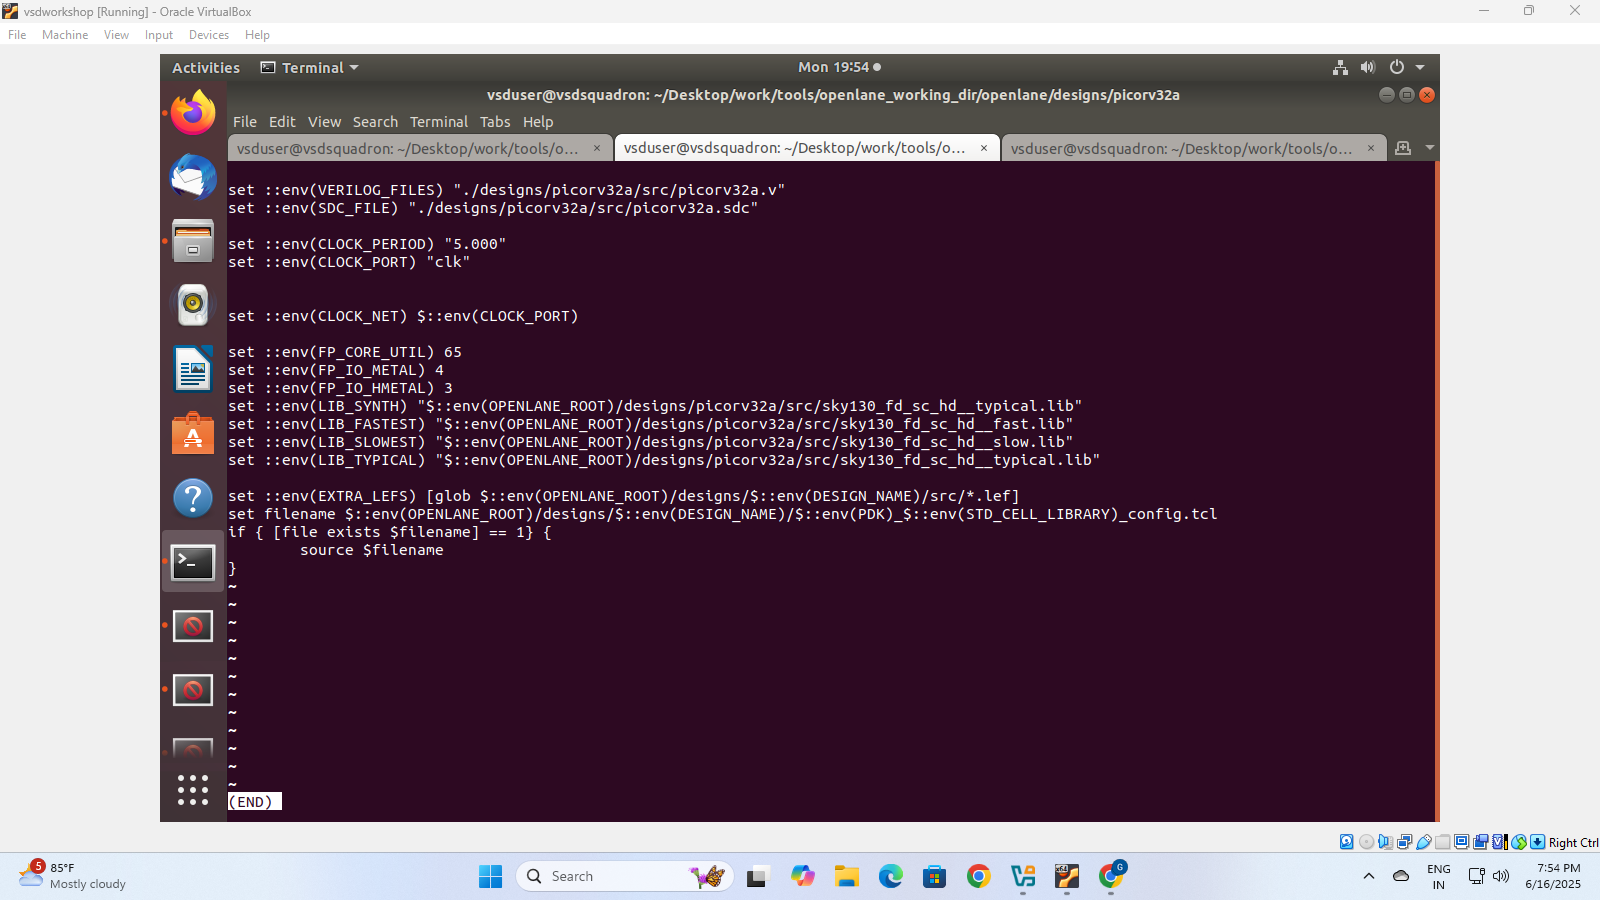 vsdworkshop [Running] - Oracle VirtualBox
File Machine View Input Devices Help
Activities Terminal Mon 19:54
vsduser@vsdsquadron: ~/Desktop/work/tools/openlane_working_dir/openlane/designs/picorv32a
File Edit View Search Terminal Tabs Help
vsduser@vsdsquadron: ~/Desktop/work/tools/o... × vsduser@vsdsquadron: ~/Desktop/work/tools/o... × vsduser@vsdsquadron: ~/Desktop/work/tools/o... ×
set ::env(VERILOG_FILES) "./designs/picorv32a/src/picorv32a.v"
set ::env(SDC_FILE) "./designs/picorv32a/src/picorv32a.sdc"
set ::env(CLOCK_PERIOD) "5.000"
set ::env(CLOCK_PORT) "clk"
set ::env(CLOCK_NET) $::env(CLOCK_PORT)
set ::env(FP_CORE_UTIL) 65
set ::env(FP_IO_METAL) 4
set ::env(FP_IO_HMETAL) 3
set ::env(LIB_SYNTH) "$::env(OPENLANE_ROOT)/designs/picorv32a/src/sky130_fd_sc_hd__typical.lib"
set ::env(LIB_FASTEST) "$::env(OPENLANE_ROOT)/designs/picorv32a/src/sky130_fd_sc_hd__fast.lib"
set ::env(LIB_SLOWEST) "$::env(OPENLANE_ROOT)/designs/picorv32a/src/sky130_fd_sc_hd__slow.lib"
set ::env(LIB_TYPICAL) "$::env(OPENLANE_ROOT)/designs/picorv32a/src/sky130_fd_sc_hd__typical.lib"
set ::env(EXTRA_LEFS) [glob $::env(OPENLANE_ROOT)/designs/$::env(DESIGN_NAME)/src/*.lef]
set filename $::env(OPENLANE_ROOT)/designs/$::env(DESIGN_NAME)/$::env(PDK)_$::env(STD_CELL_LIBRARY)_config.tcl
if { [file exists $filename] == 1} {
source $filename
}
~
~
~
~
~
~
~
~
~
~
~
~
(END)
Right Ctrl
5
85°F
Mostly cloudy
Search
ENG
IN
7:54 PM
6/16/2025